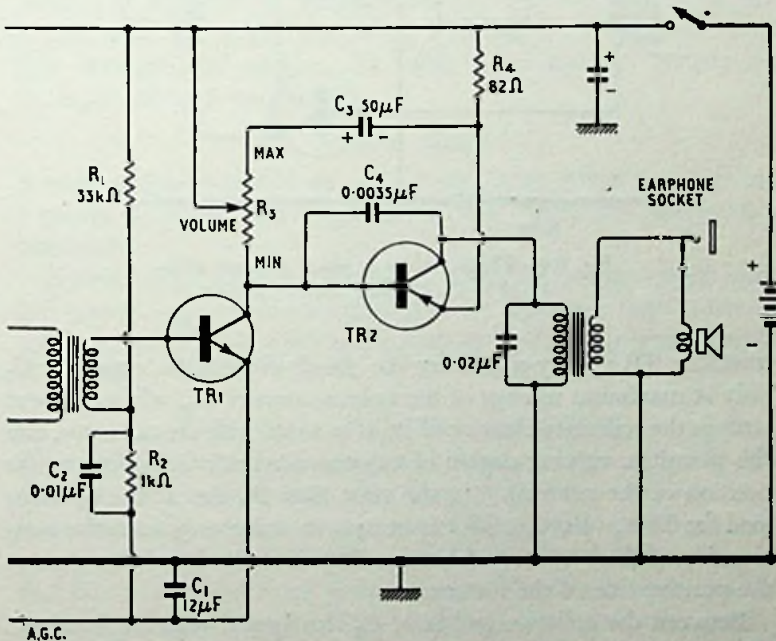 R4
82Ω
C3 50µF
+ -
+
-
MAX
C4
0.0035µF
R1
33kΩ
R3
VOLUME
EARPHONE
SOCKET
MIN
+
-
TR2
TR1
0.02µF
C2
0.01µF
R2
1kΩ
C1
12µF
A.G.C.